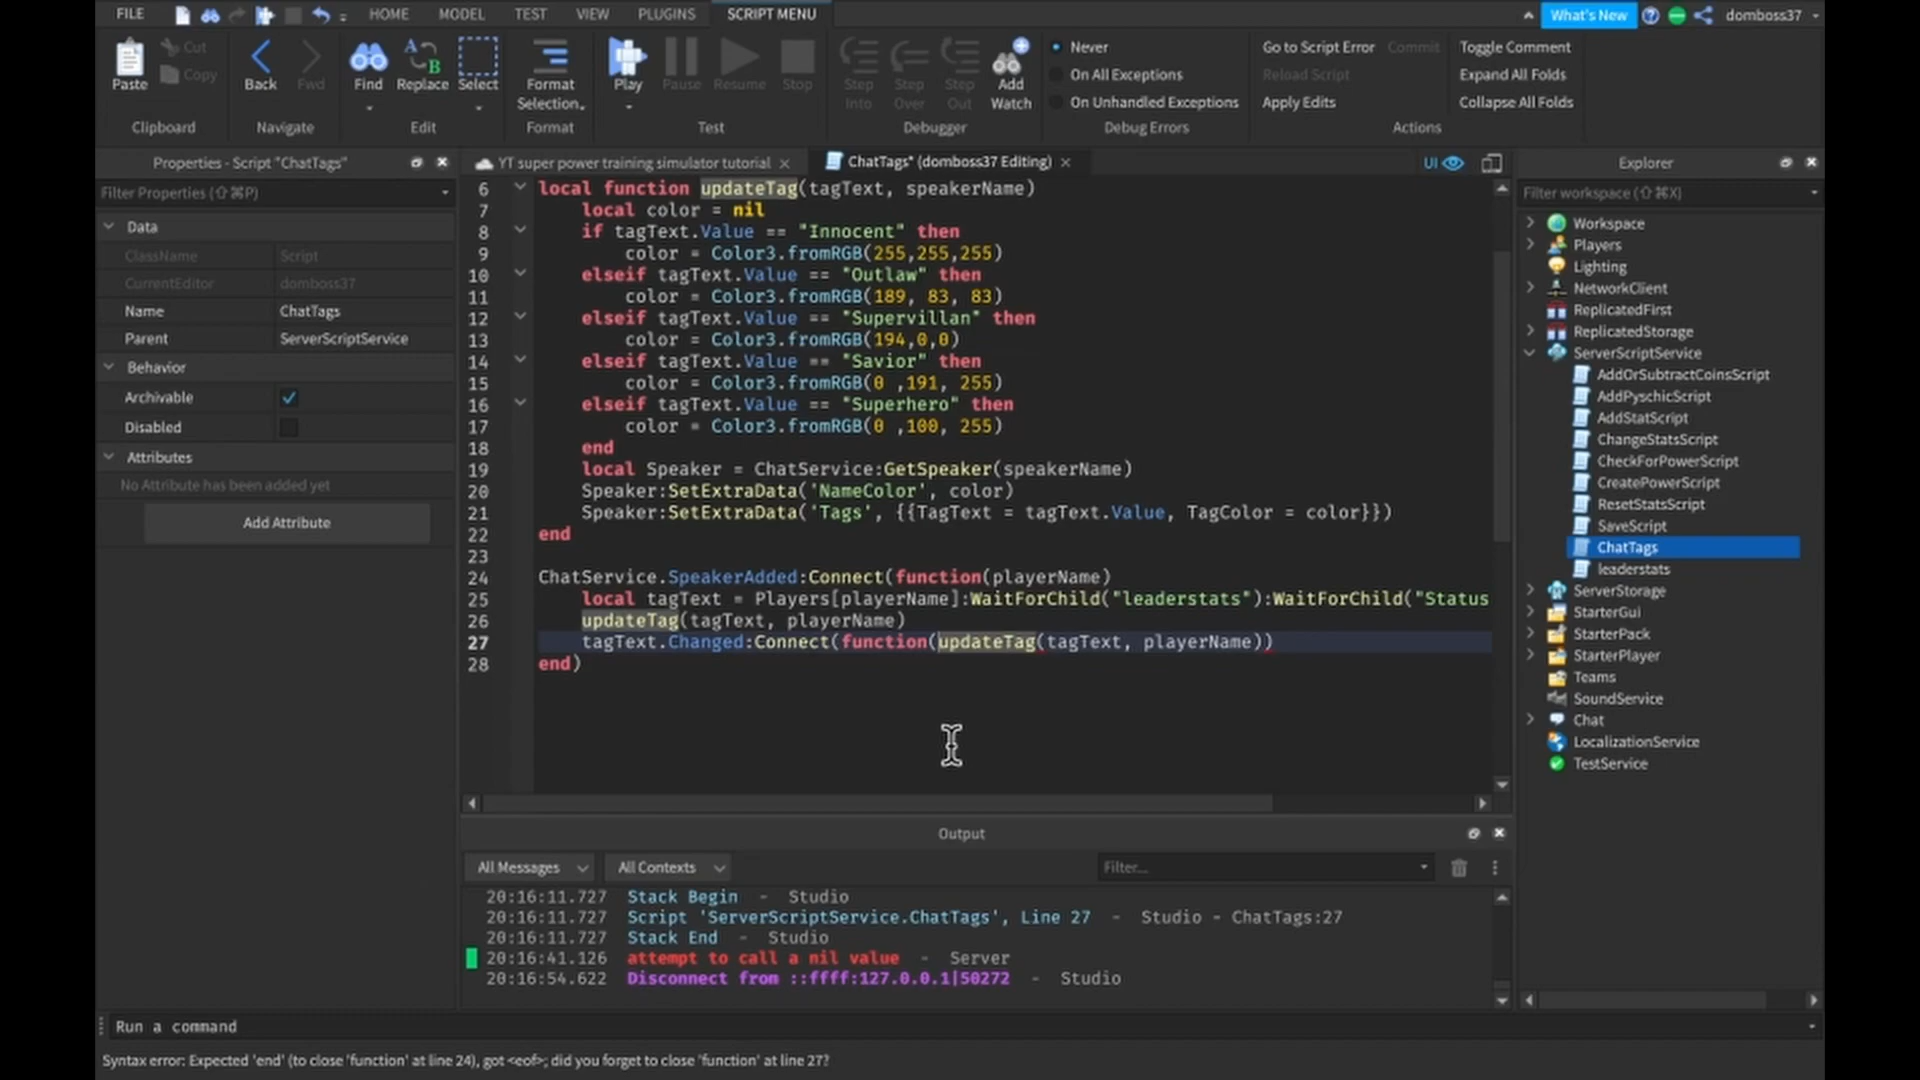 FILE HOME MODEL TEST VIEW PLUGINS SCRIPT MENU What's New domboss37
Paste Cut Copy Clipboard
Back Fwd Navigate
Find Replace Select Edit
Format Selection Format
Play Pause Resume Stop Test
Step Into Step Over Step Out Add Watch Debugger
Never
On All Exceptions
On Unhandled Exceptions
Debug Errors
Go to Script Error Commit Toggle Comment
Reload Script Expand All Folds
Apply Edits Collapse All Folds
Actions
Properties - Script "ChatTags"
Filter Properties (⇧⌘P)
Data
ClassName Script
CurrentEditor domboss37
Name ChatTags
Parent ServerScriptService
Behavior
Archivable
Disabled
Attributes
No Attribute has been added yet
Add Attribute
YT super power training simulator tutorial ChatTags* (domboss37 Editing) UI
6 local function updateTag(tagText, speakerName)
7 local color = nil
8 if tagText.Value == "Innocent" then
9 color = Color3.fromRGB(255,255,255)
10 elseif tagText.Value == "Outlaw" then
11 color = Color3.fromRGB(189, 83, 83)
12 elseif tagText.Value == "Supervillan" then
13 color = Color3.fromRGB(194,0,0)
14 elseif tagText.Value == "Savior" then
15 color = Color3.fromRGB(0 ,191, 255)
16 elseif tagText.Value == "Superhero" then
17 color = Color3.fromRGB(0 ,100, 255)
18 end
19 local Speaker = ChatService:GetSpeaker(speakerName)
20 Speaker:SetExtraData('NameColor', color)
21 Speaker:SetExtraData('Tags', {{TagText = tagText.Value, TagColor = color}})
22 end
23
24 ChatService.SpeakerAdded:Connect(function(playerName)
25 local tagText = Players[playerName]:WaitForChild("leaderstats"):WaitForChild("Status
26 updateTag(tagText, playerName)
27 tagText.Changed:Connect(function(updateTag(tagText, playerName))
28 end)
Output
All Messages All Contexts Filter...
20:16:11.727 Stack Begin - Studio
20:16:11.727 Script 'ServerScriptService.ChatTags', Line 27 - Studio - ChatTags:27
20:16:11.727 Stack End - Studio
20:16:41.126 attempt to call a nil value - Server
20:16:54.622 Disconnect from ::ffff:127.0.0.1|50272 - Studio
Explorer
Filter workspace (⇧⌘X)
Workspace
Players
Lighting
NetworkClient
ReplicatedFirst
ReplicatedStorage
ServerScriptService
AddOrSubtractCoinsScript
AddPyschicScript
AddStatScript
ChangeStatsScript
CheckForPowerScript
CreatePowerScript
ResetStatsScript
SaveScript
ChatTags
leaderstats
ServerStorage
StarterGui
StarterPack
StarterPlayer
Teams
SoundService
Chat
LocalizationService
TestService
Run a command
Syntax error: Expected 'end' (to close 'function' at line 24), got <eof>; did you forget to close 'function' at line 27?